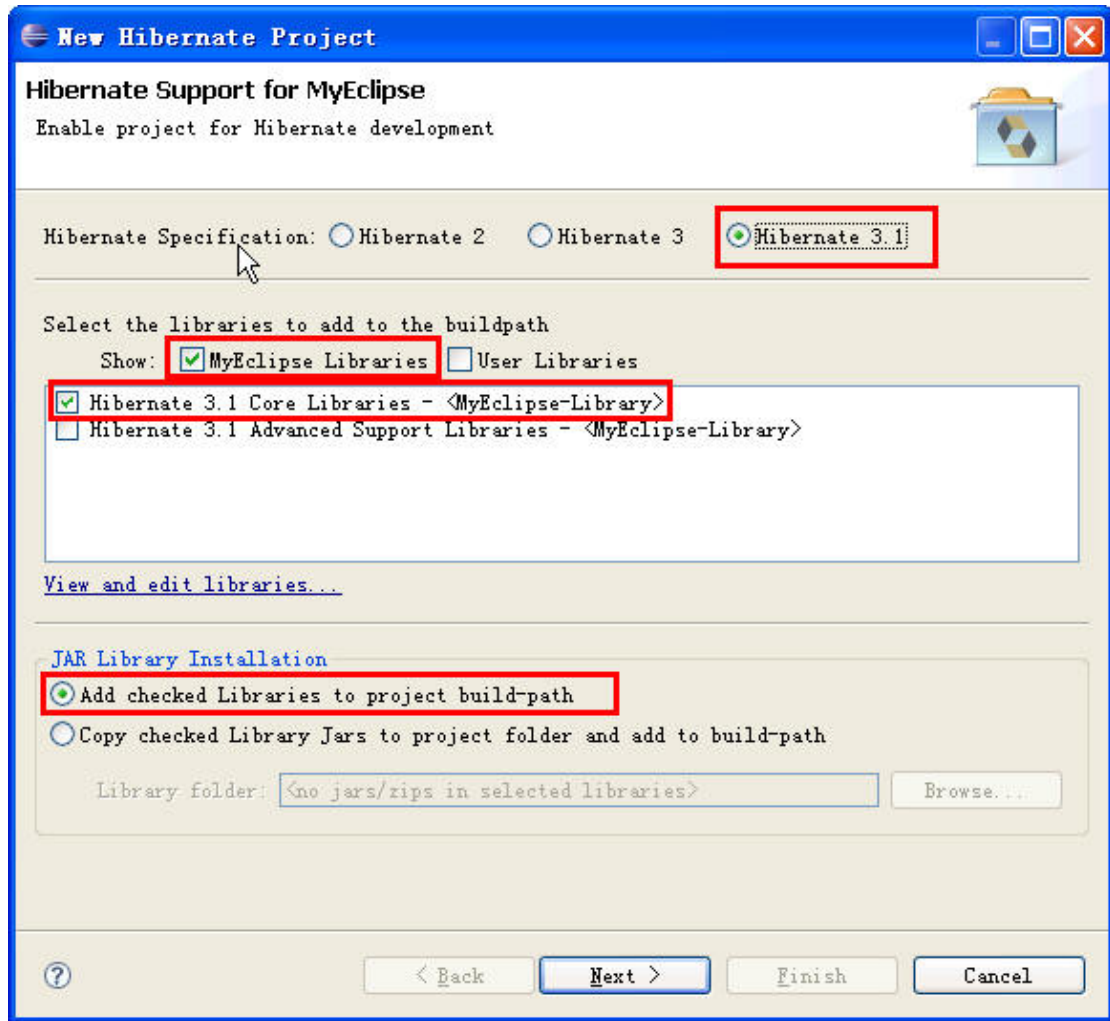 New Hibernate Project
Hibernate Support for MyEclipse
Enable project for Hibernate development
Hibernate Specification: Hibernate 2 Hibernate 3 Hibernate 3.1
Select the libraries to add to the buildpath
Show: MyEclipse Libraries User Libraries
Hibernate 3.1 Core Libraries - <MyEclipse-Library>
Hibernate 3.1 Advanced Support Libraries - <MyEclipse-Library>
View and edit libraries...
JAR Library Installation
Add checked Libraries to project build-path
Copy checked Library Jars to project folder and add to build-path
Library folder: <no jars/zips in selected libraries> Browse...
? < Back Next > Finish Cancel